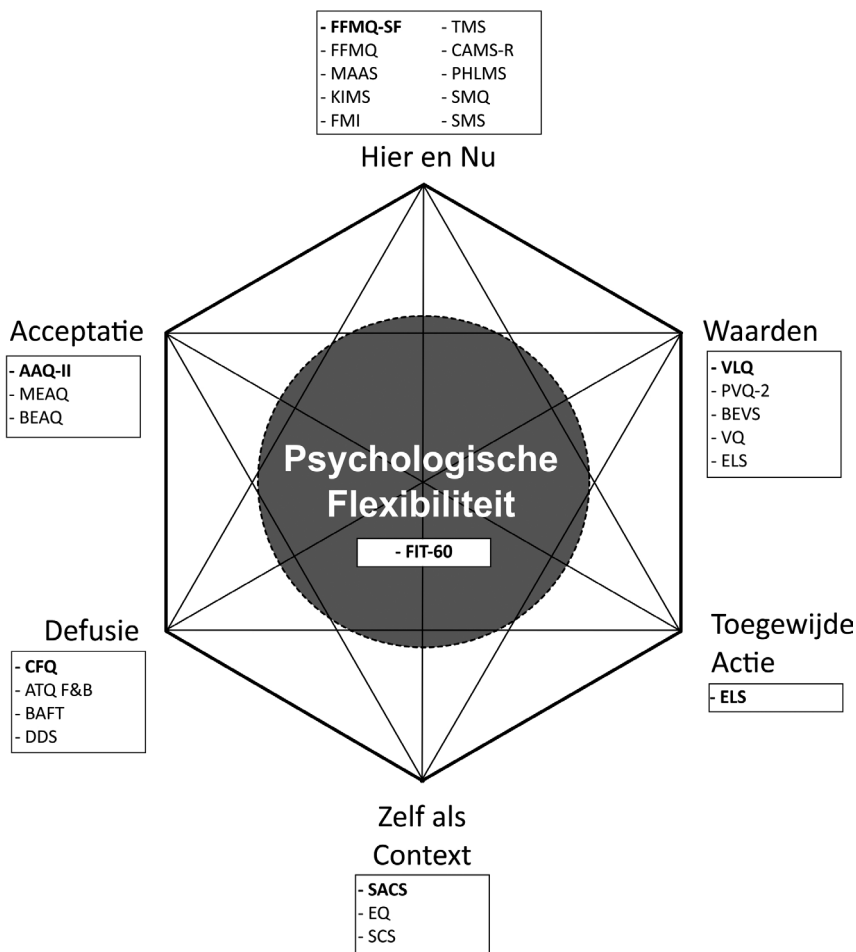 - FFMQ-SF - TMS
- FFMQ - CAMS-R
- MAAS - PHLMS
- KIMS - SMQ
- FMI - SMS
Hier en Nu
Acceptatie
- AAQ-II
- MEAQ
- BEAQ
Waarden
- VLQ
- PVQ-2
- BEVS
- VQ
- ELS
Psychologische
Flexibiliteit
- FIT-60
Defusie
- CFQ
- ATQ F&B
- BAFT
- DDS
Toegewijde
Actie
- ELS
Zelf als
Context
- SACS
- EQ
- SCS